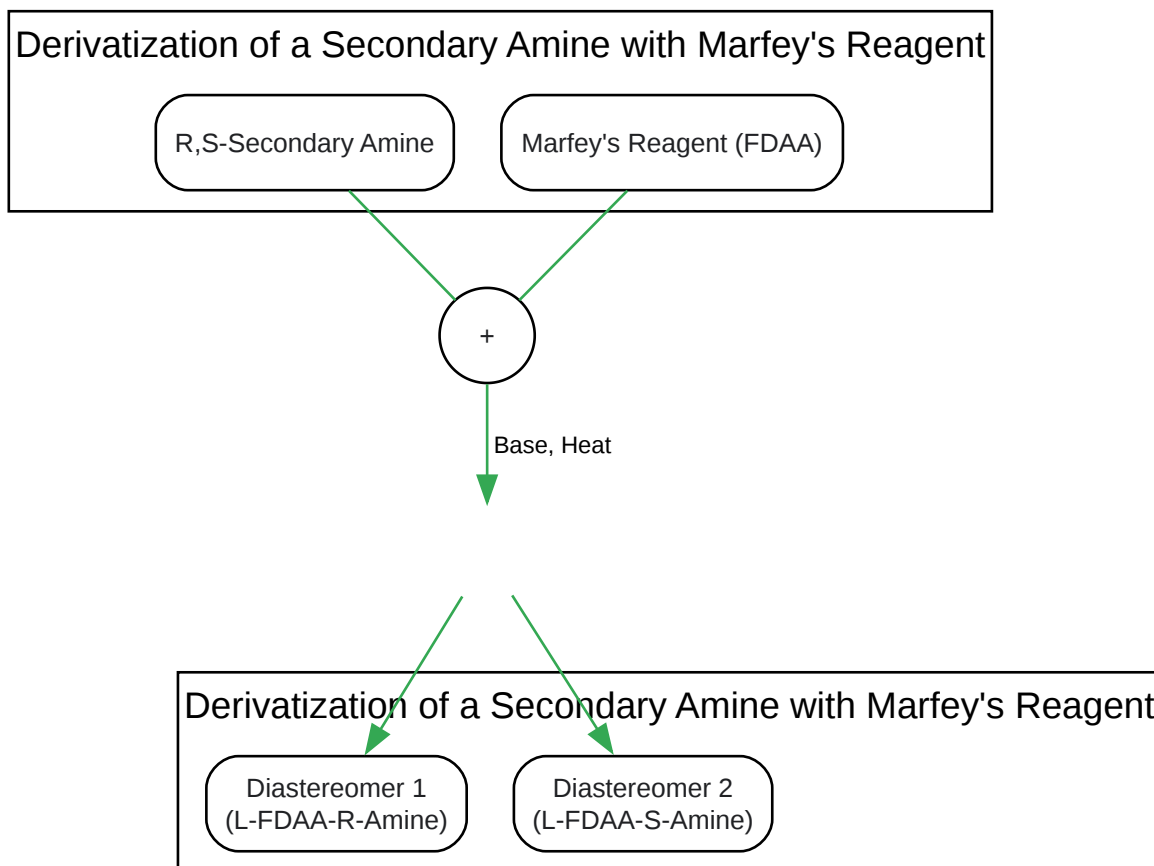 Derivatization of a Secondary Amine with Marfey's Reagent
R,S-Secondary Amine
Marfey's Reagent (FDAA)
+
Base, Heat
Derivatization of a Secondary Amine with Marfey's Reagent
Diastereomer 1
(L-FDAA-R-Amine)
Diastereomer 2
(L-FDAA-S-Amine)